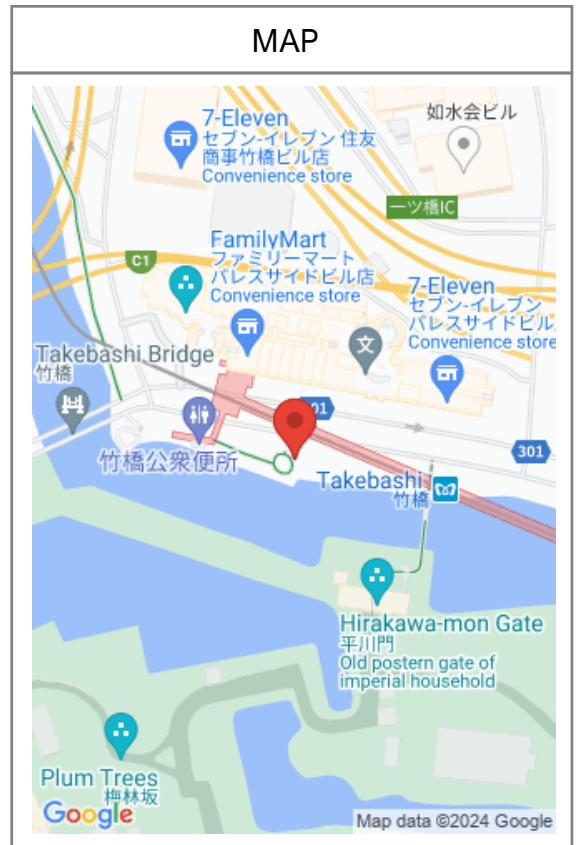 MAP
7-Eleven
セブン-イレブン 住友
商事竹橋ビル店
Convenience store
如水会ビル
一ツ橋IC
C1
FamilyMart
ファミリーマート
パレスサイドビル店
Convenience store
7-Eleven
セブン-イレブン
パレスサイドビル
Convenience store
文
Takebashi Bridge
竹橋
01
301
竹橋公衆便所
Takebashi
竹橋
Hirakawa-mon Gate
平川門
Old postern gate of
imperial household
Plum Trees
梅林坂
Google
Map data ©2024 Google